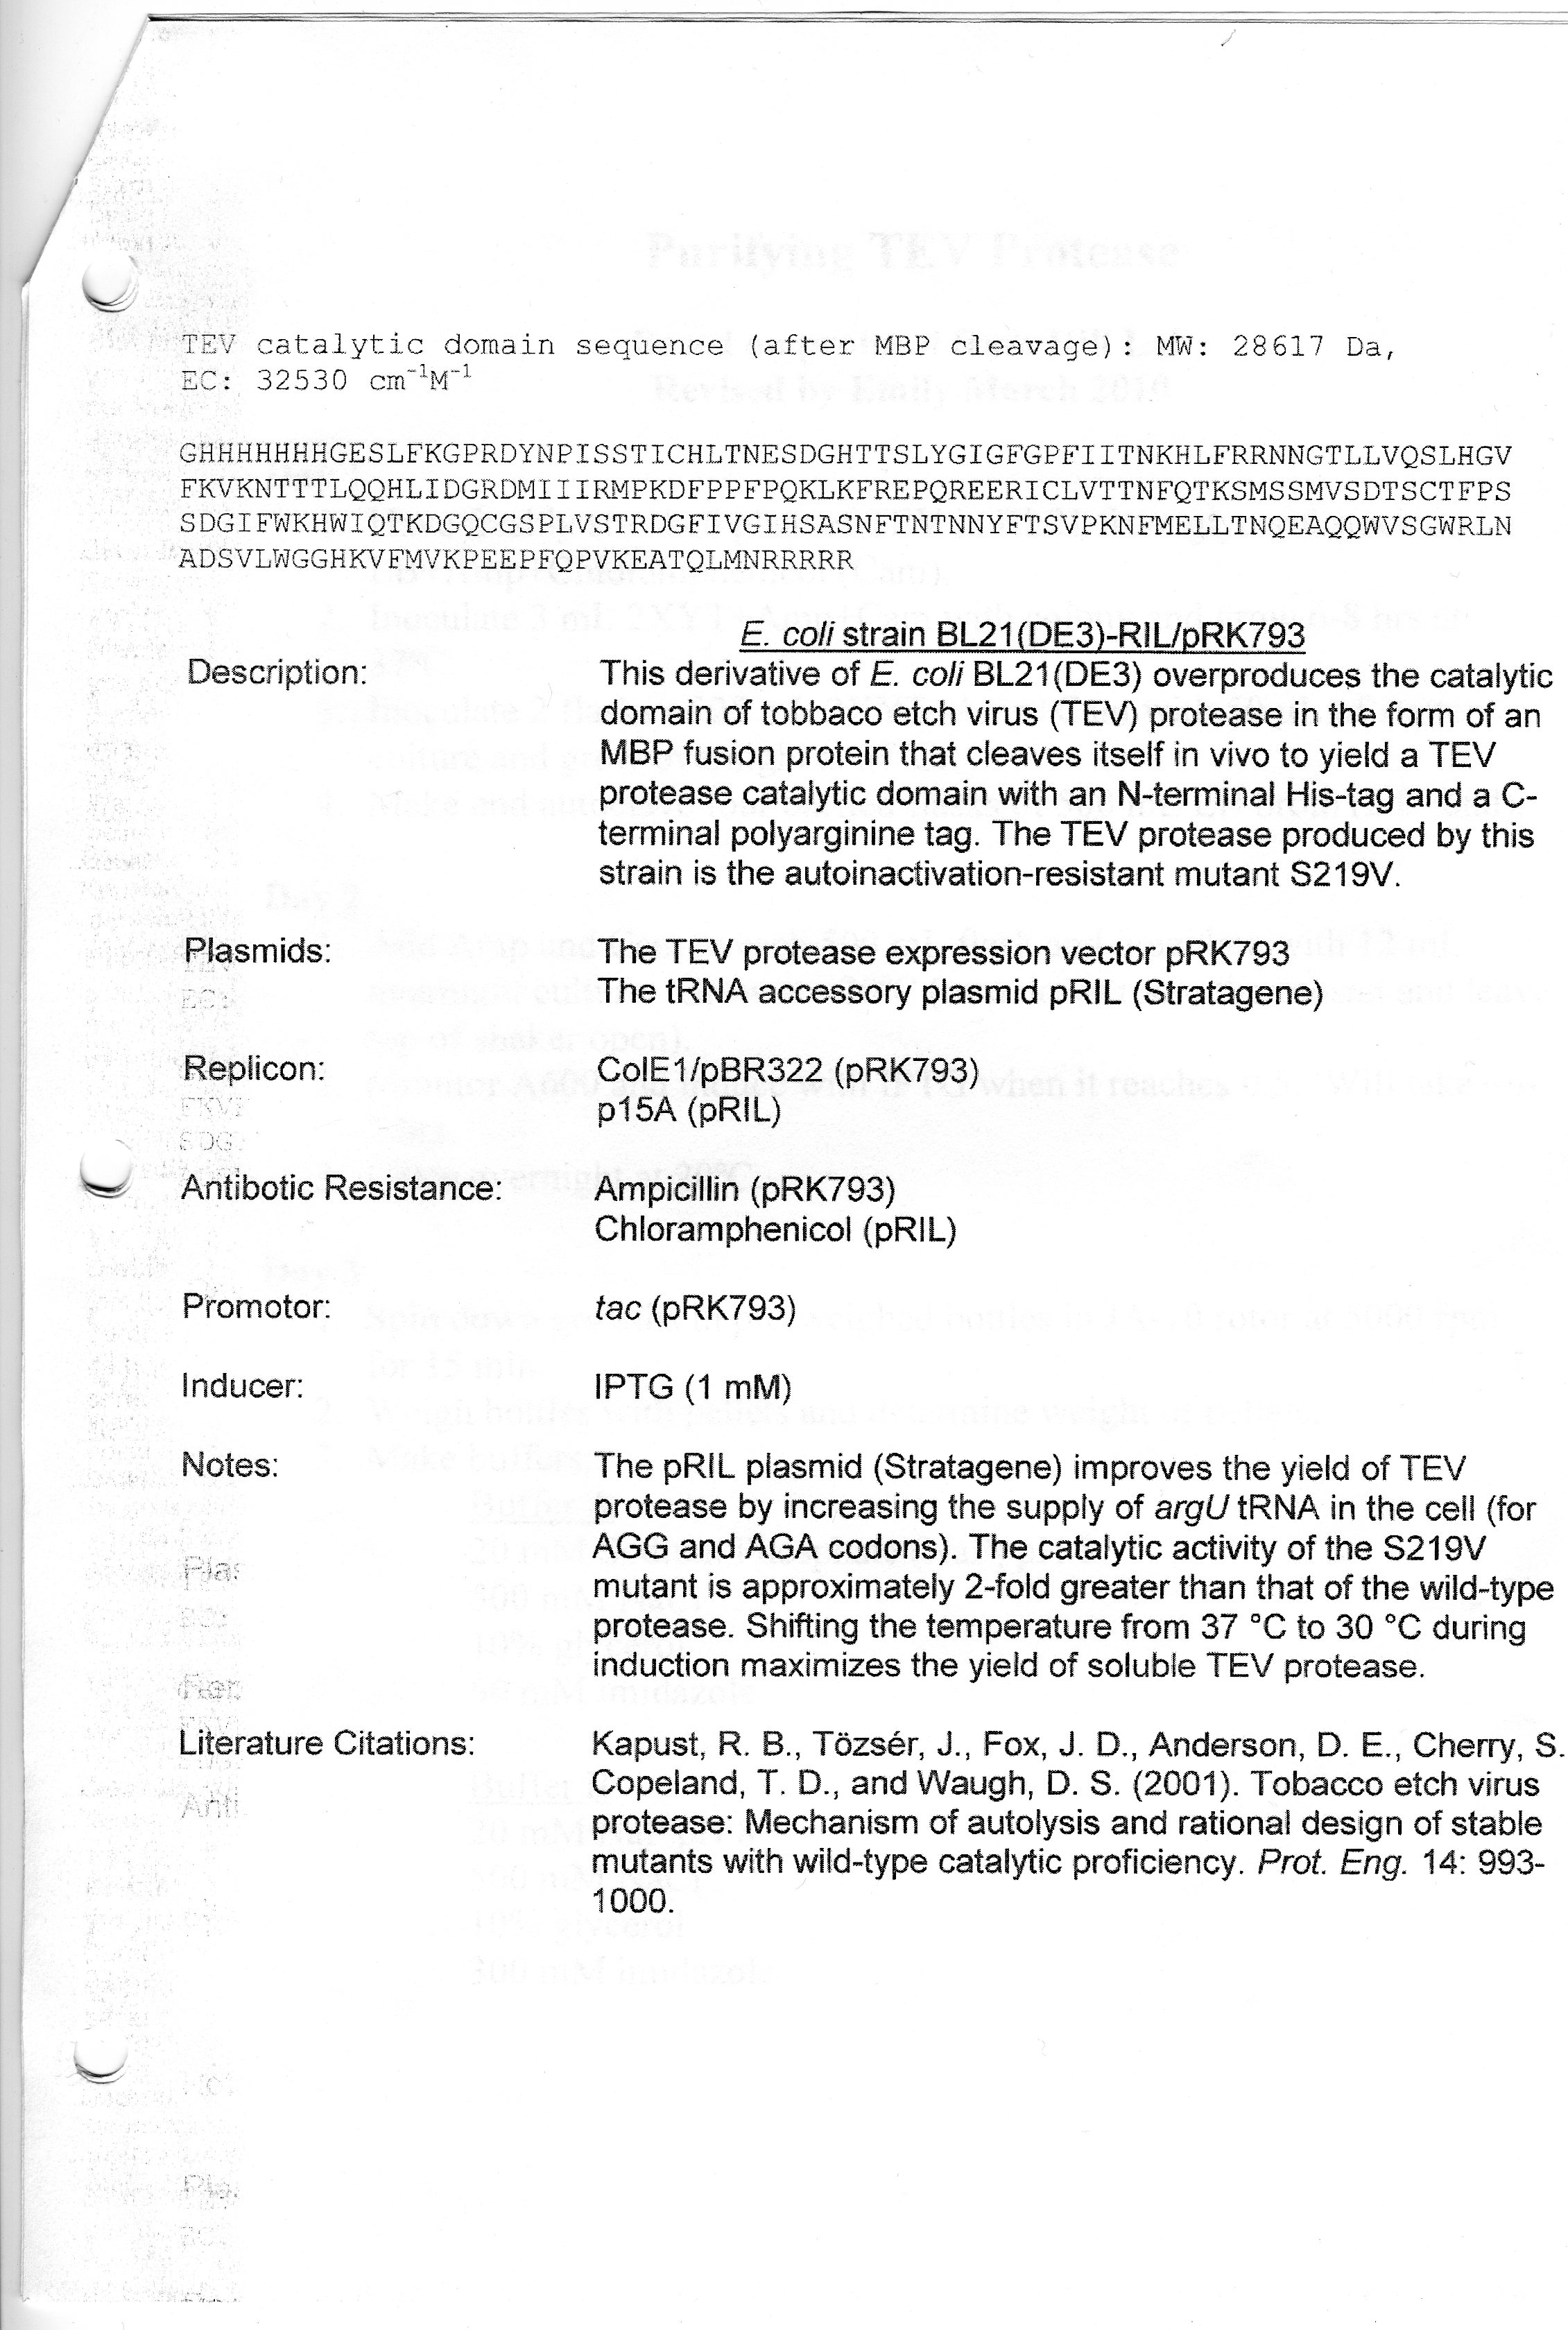 TEV catalytic domain sequence (after MBP cleavage): MW: 28617 Da,
EC: 32530 cm⁻¹M⁻¹
GHHHHHHHGESLFKGPRDYNPISSTICHLTNESDGHTTSLYGIGFGPFIITNKHLFRRNNGTLLVQSLHGV
FKVKNTTTLQQHLIDGRDMIIIRMPKDFPPFPQKLKFREPQREERICLVTTNFQTKSMSSMVSDTSCTFPS
SDGIFWKHWIQTKDGQCGSPLVSTRDGFIVGIHSASNFTNTNNYFTSVPKNFMELLTNQEAQQWVSGWRLN
ADSVLWGGHKVFMVKPEEPFQPVKEATQLMNRRRRR
E. coli strain BL21(DE3)-RIL/pRK793
Description: This derivative of E. coli BL21(DE3) overproduces the catalytic
domain of tobbaco etch virus (TEV) protease in the form of an
MBP fusion protein that cleaves itself in vivo to yield a TEV
protease catalytic domain with an N-terminal His-tag and a C-
terminal polyarginine tag. The TEV protease produced by this
strain is the autoinactivation-resistant mutant S219V.
Plasmids: The TEV protease expression vector pRK793
The tRNA accessory plasmid pRIL (Stratagene)
Replicon: ColE1/pBR322 (pRK793)
p15A (pRIL)
Antibotic Resistance: Ampicillin (pRK793)
Chloramphenicol (pRIL)
Promotor: tac (pRK793)
Inducer: IPTG (1 mM)
Notes: The pRIL plasmid (Stratagene) improves the yield of TEV
protease by increasing the supply of argU tRNA in the cell (for
AGG and AGA codons). The catalytic activity of the S219V
mutant is approximately 2-fold greater than that of the wild-type
protease. Shifting the temperature from 37 °C to 30 °C during
induction maximizes the yield of soluble TEV protease.
Literature Citations: Kapust, R. B., Tözsér, J., Fox, J. D., Anderson, D. E., Cherry, S.
Copeland, T. D., and Waugh, D. S. (2001). Tobacco etch virus
protease: Mechanism of autolysis and rational design of stable
mutants with wild-type catalytic proficiency. Prot. Eng. 14: 993-
1000.